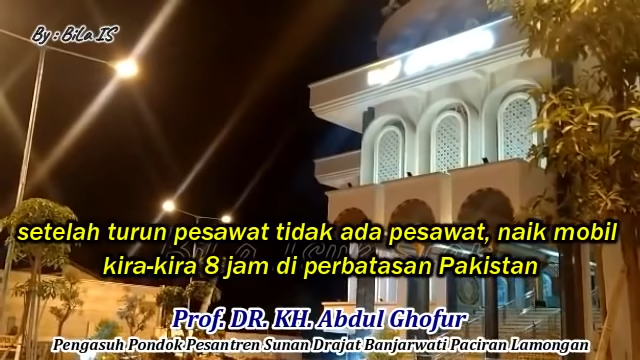 By : BiLa IS
setelah turun pesawat tidak ada pesawat, naik mobil
kira-kira 8 jam di perbatasan Pakistan
Prof. DR. KH. Abdul Ghofur
Pengasuh Pondok Pesantren Sunan Drajat Banjarwati Paciran Lamongan